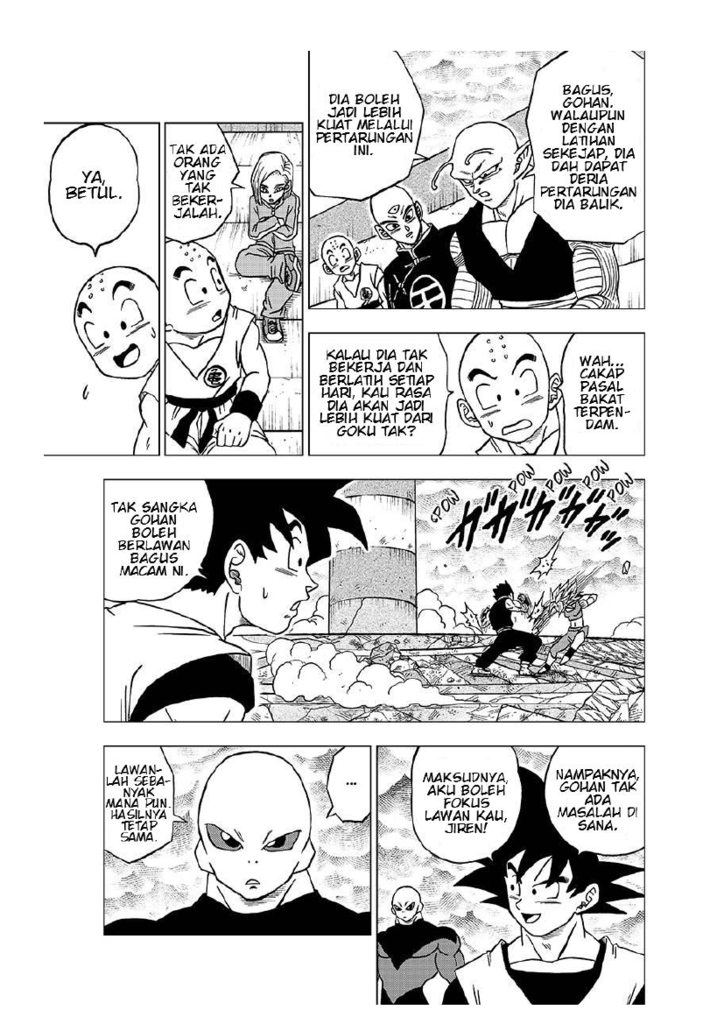 BAGUS,
GOHAN.
WALAUPUN
DENGAN
LATIHAN
SEKEJAP, DIA
DAH DAPAT
DERIA
PERTARUNGAN
DIA BALIK.
DIA BOLEH
JADI LEBIH
KUAT MELALUI
PERTARUNGAN
INI.
TAK ADA
ORANG
YANG
TAK
BEKER-
JALAH.
YA,
BETUL.
WAH...
CAKAP
PASAL
BAKAT
TERPEN-
DAM.
KALAU DIA TAK
BEKERJA DAN
BERLATIH SETIAP
HARI, KAU RASA
DIA AKAN JADI
LEBIH KUAT DARI
GOKU TAK?
POW
POW
POW
POW
POW
ガガガガガッ
TAK SANGKA
GOHAN
BOLEH
BERLAWAN
BAGUS
MACAM NI.
NAMPAKNYA,
GOHAN TAK
ADA
MASALAH DI
SANA.
MAKSUDNYA,
AKU BOLEH
FOKUS
LAWAN KAU,
JIREN!
...
LAWAN-
LAH SEBA-
NYAK
MANA PUN.
HASILNYA
TETAP
SAMA.